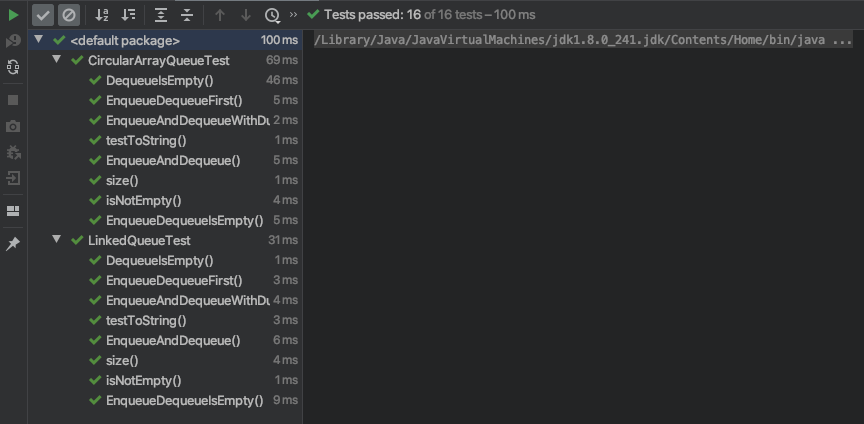 » Tests passed: 16 of 16 tests – 100 ms
<default package> 100 ms
/Library/Java/JavaVirtualMachines/jdk1.8.0_241.jdk/Contents/Home/bin/java ...
CircularArrayQueueTest 69 ms
DequeueIsEmpty() 46 ms
EnqueueDequeueFirst() 5 ms
EnqueueAndDequeueWithDu 2 ms
testToString() 1 ms
EnqueueAndDequeue() 5 ms
size() 1 ms
isNotEmpty() 4 ms
EnqueueDequeueIsEmpty() 5 ms
LinkedQueueTest 31 ms
DequeueIsEmpty() 1 ms
EnqueueDequeueFirst() 3 ms
EnqueueAndDequeueWithDu 4 ms
testToString() 3 ms
EnqueueAndDequeue() 6 ms
size() 4 ms
isNotEmpty() 1 ms
EnqueueDequeueIsEmpty() 9 ms